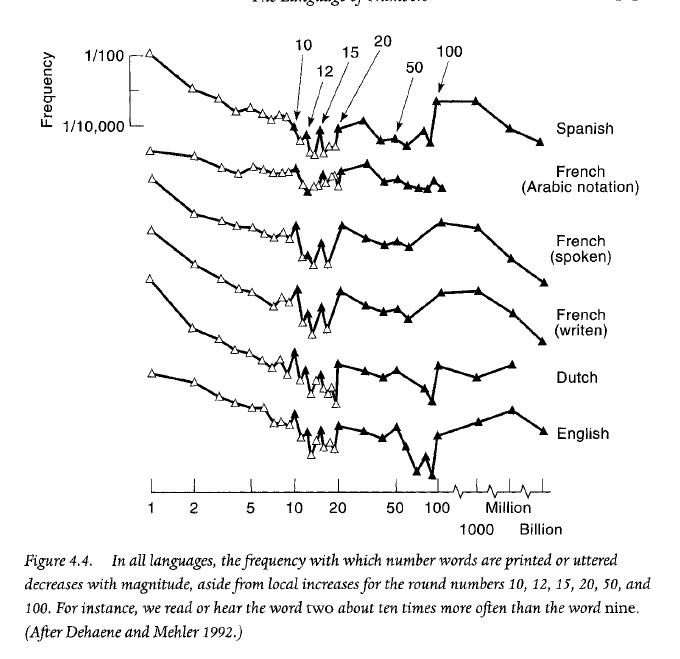 The Language of Numbers
10
15
20
12
50
100
1/100
1/10,000
Frequency
Spanish
French
(Arabic notation)
French
(spoken)
French
(writen)
Dutch
English
1 2 5 10 20 50 100 Million
1000 Billion
Figure 4.4. In all languages, the frequency with which number words are printed or uttered
decreases with magnitude, aside from local increases for the round numbers 10, 12, 15, 20, 50, and
100. For instance, we read or hear the word two about ten times more often than the word nine.
(After Dehaene and Mehler 1992.)